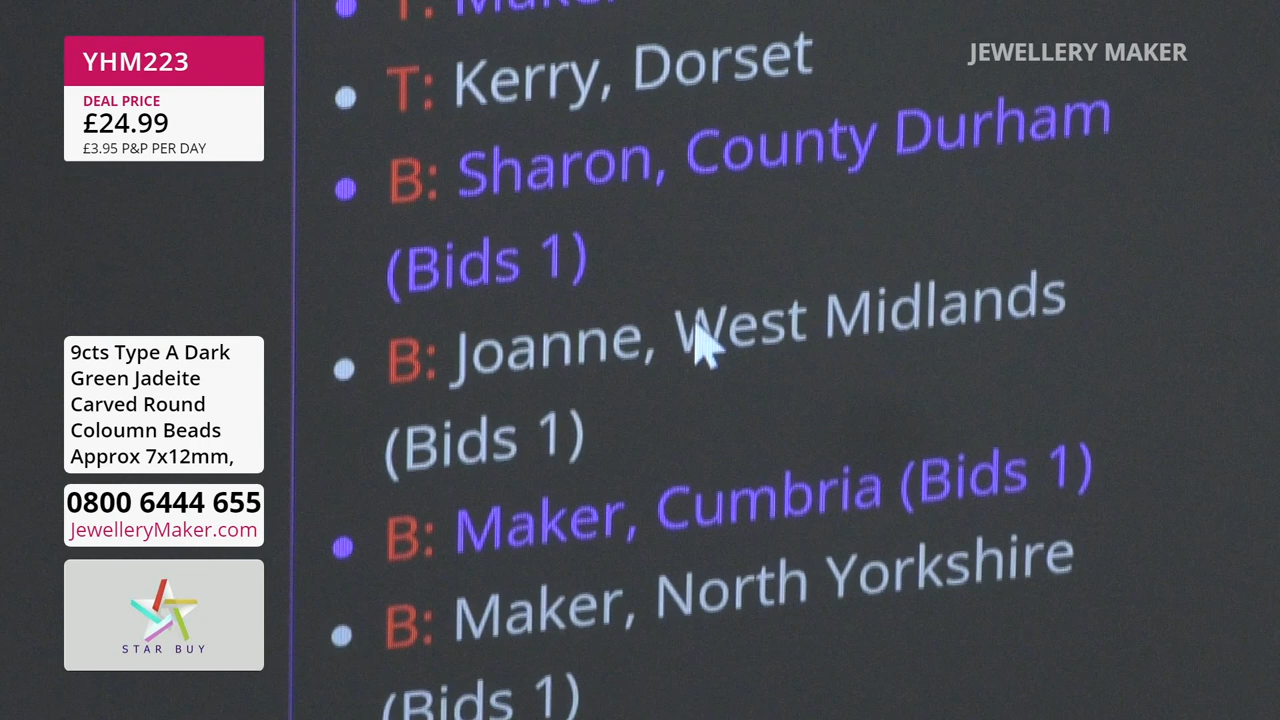 YHM223
DEAL PRICE
£24.99
£3.95 P&P PER DAY
9cts Type A Dark
Green Jadeite
Carved Round
Coloumn Beads
Approx 7x12mm,
0800 6444 655
JewelleryMaker.com
STAR BUY
JEWELLERY MAKER
T: Maker
T: Kerry, Dorset
B: Sharon, County Durham
(Bids 1)
B: Joanne, West Midlands
(Bids 1)
B: Maker, Cumbria (Bids 1)
B: Maker, North Yorkshire
(Bids 1)